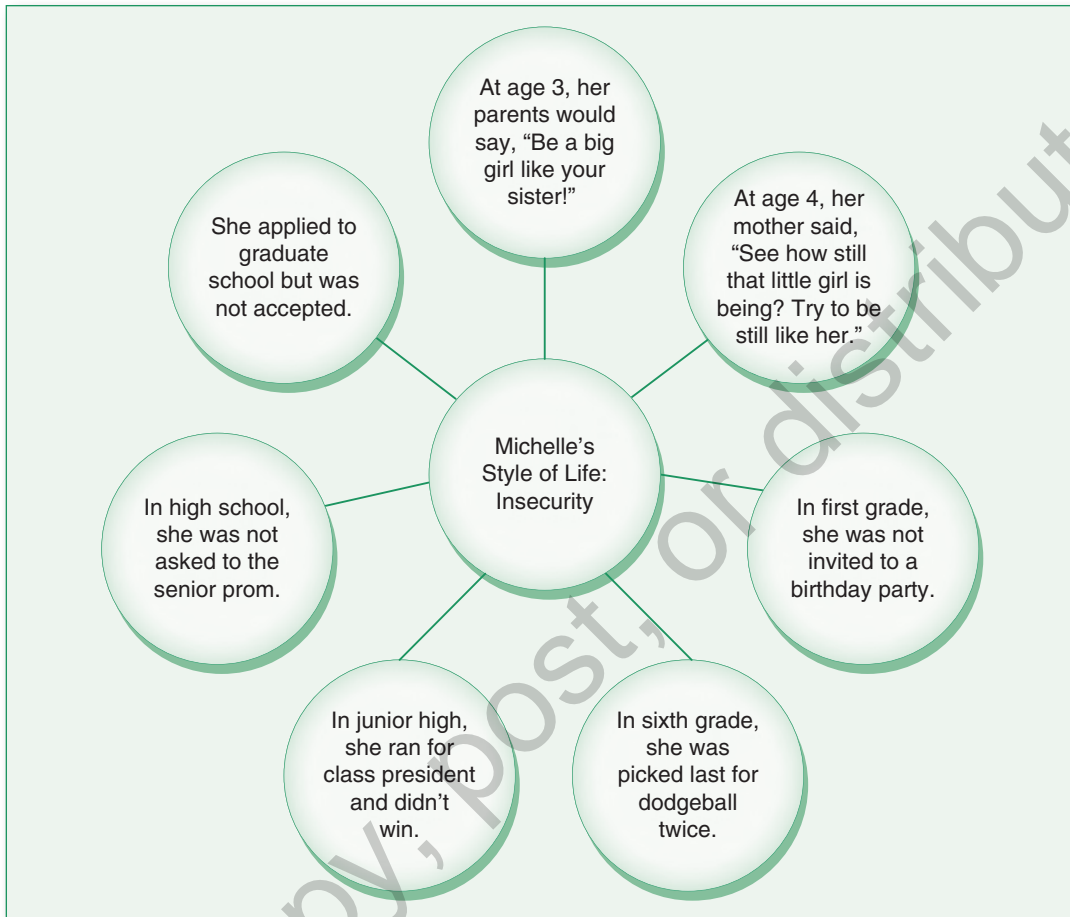 At age 3, her
parents would
say, “Be a big
girl like your
sister!”
At age 4, her
mother said,
“See how still
that little girl is
being? Try to be
still like her.”
In first grade,
she was not
invited to a
birthday party.
In sixth grade,
she was
picked last for
dodgeball
twice.
In junior high,
she ran for
class president
and didn’t
win.
In high school,
she was not
asked to the
senior prom.
She applied to
graduate
school but was
not accepted.
Michelle’s
Style of Life:
Insecurity
py, post, or distribut